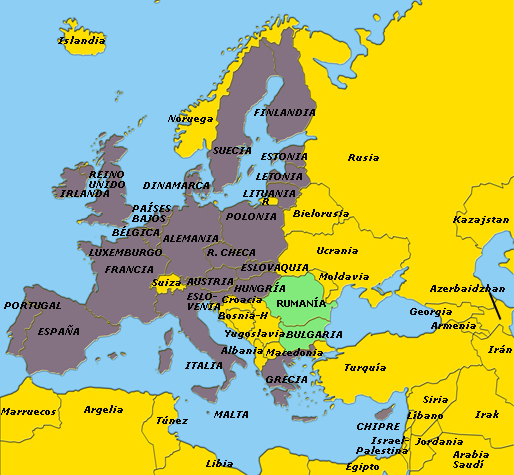 Islandia
Noruega
FINLANDIA
SUECIA
ESTONIA
Rusia
LETONIA
REINO
UNIDO
IRLANDA
DINAMARCA
LITUANIA
R
PAÍSES
BAJOS
POLONIA
Bielorusia
Kazajstan
BÉLGICA
ALEMANIA
LUXEMBURGO
R. CHECA
Ucrania
FRANCIA
ESLOVAQUIA
Moldavia
Suiza
AUSTRIA
HUNGRÍA
Azerbaidzhan
ESLO-
VENIA
Croacia
RUMANÍA
PORTUGAL
Bosnia-H
Georgia
ESPAÑA
Yugoslavia
BULGARIA
Armenia
Albania
Macedonia
Irán
ITALIA
Turquía
GRECIA
Marruecos
Argelia
Túnez
MALTA
CHIPRE
Siria
Líbano
Irak
Israel-
Palestina
Jordania
Libia
Egipto
Arabia
Saudí